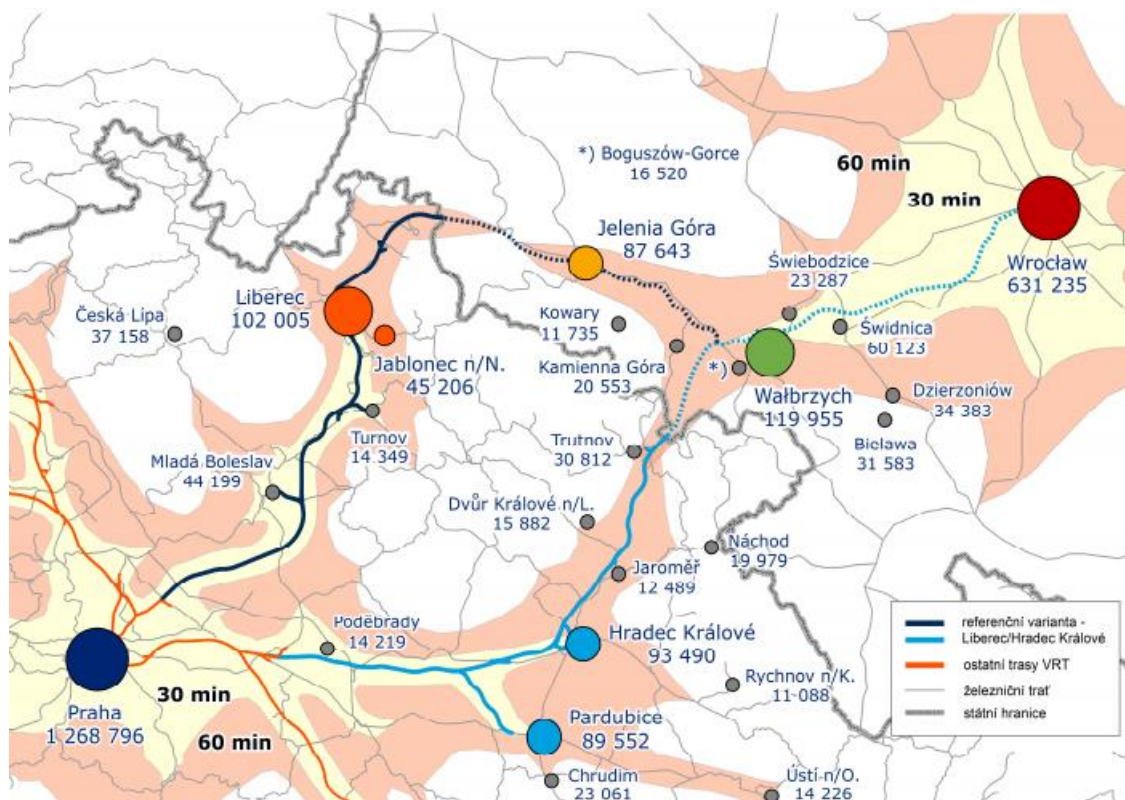 *) Boguszów-Gorce
16 520
60 min
30 min
Jelenia Góra
87 643
Świebodzice
23 287
Wrocław
631 235
Liberec
102 005
Česká Lípa
37 158
Kowary
11 735
Świdnica
60 123
Jablonec n/N.
45 206
Kamienna Góra
20 553
*)
Wałbrzych
119 955
Dzierzoniów
34 383
Turnov
14 349
Trutnov
30 812
Bielawa
31 583
Mladá Boleslav
44 199
Dvůr Králové n/L.
15 882
Náchod
19 979
Jaroměř
12 489
Poděbrady
14 219
Hradec Králové
93 490
referenční varianta -
Liberec/Hradec Králové
ostatní trasy VRT
železniční trať
státní hranice
30 min
Rychnov n/K.
11 088
Praha
1 268 796
60 min
Pardubice
89 552
Chrudim
23 061
Ústí n/O.
14 226